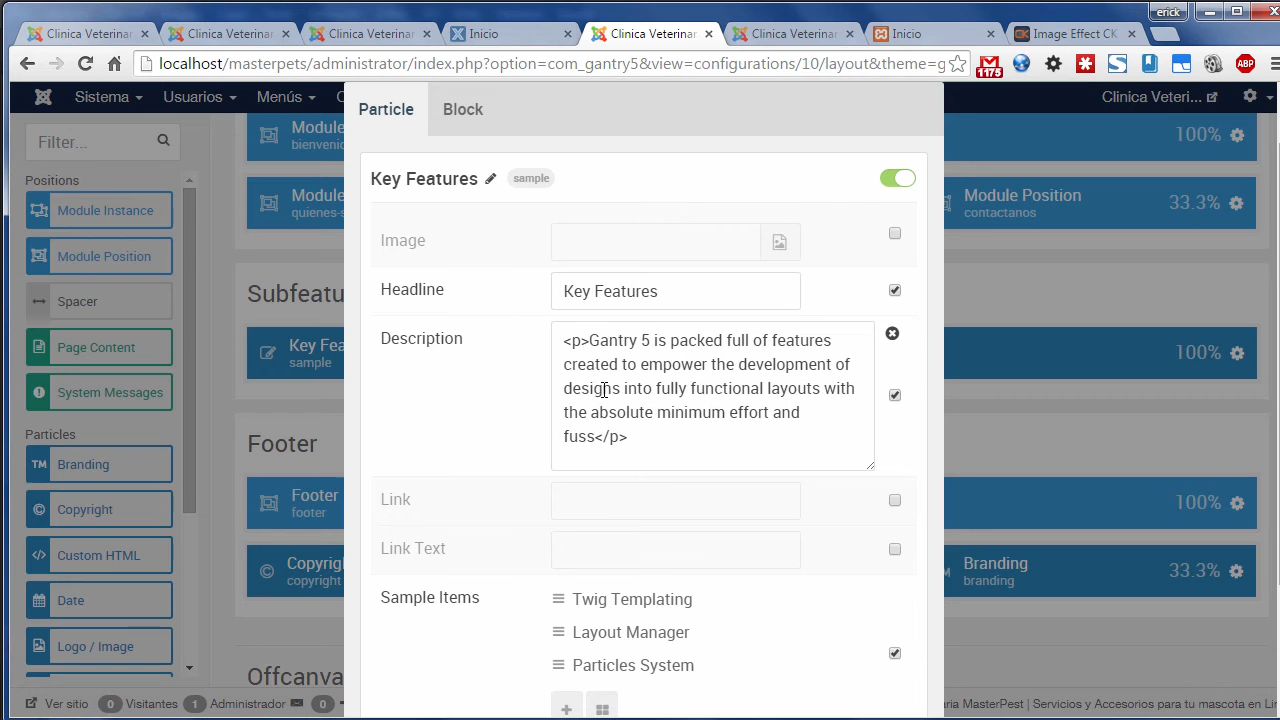 erick
Clinica Veterinar
Clinica Veterinar
Clinica Veterinar
Inicio
Clinica Veterinar
Clinica Veterinar
Inicio
Image Effect CK
localhost/masterpets/administrator/index.php?option=com_gantry5&view=configurations/10/layout&theme=g
1175
ABP
Sistema
Usuarios
Menús
Clinica Veteri...
Particle
Block
Filter...
Positions
Module Instance
Module Position
Spacer
Page Content
System Messages
Particles
Branding
Copyright
Custom HTML
Date
Logo / Image
Module
bienvenid
100%
Module
quienes-s
Module Position
contactanos
33.3%
Subfeatu
Key Fea
100%
Footer
Footer
footer
100%
Copyrig
copyright
Branding
branding
33.3%
Offcanva
Key Features
sample
Image
Headline
Key Features
Description
<p>Gantry 5 is packed full of features
created to empower the development of
designs into fully functional layouts with
the absolute minimum effort and
fuss</p>
Link
Link Text
Sample Items
Twig Templating
Layout Manager
Particles System
Ver sitio
0 Visitantes
1 Administrador
0
aria MasterPest | Servicios y Accesorios para tu mascota en Li